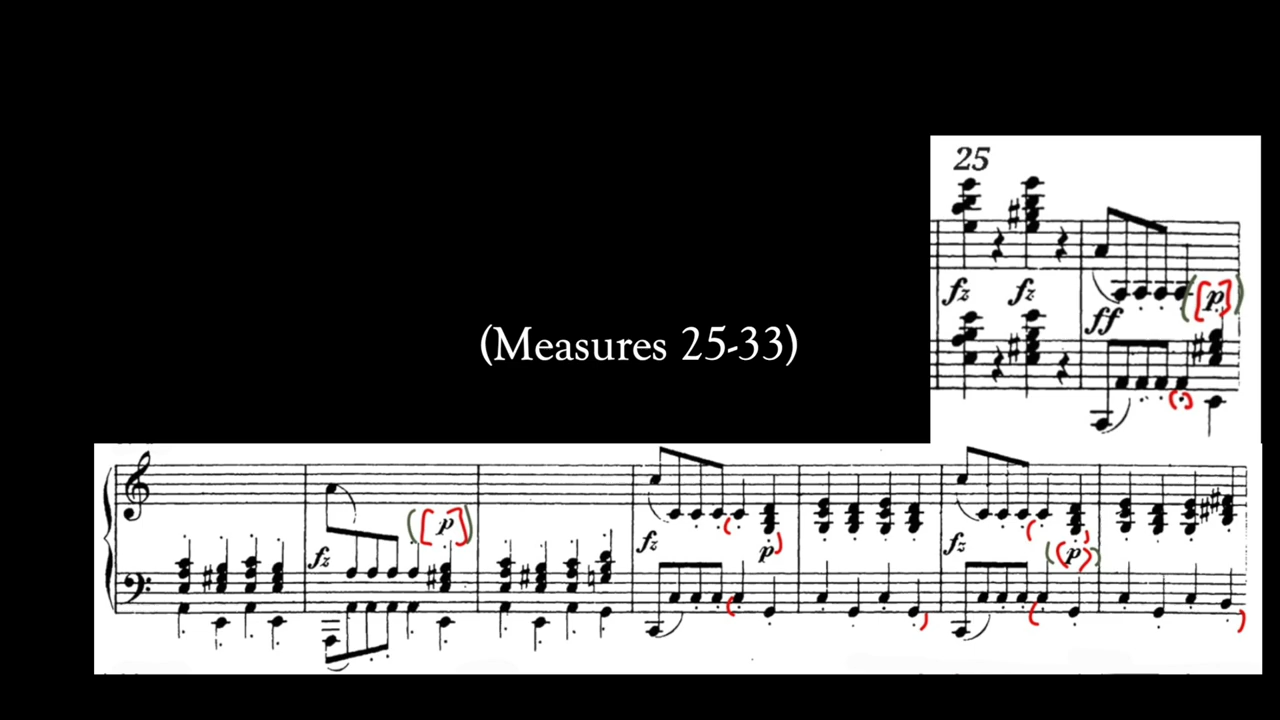 25
fz fz ff ([p])
(Measures 25-33)
([p])
fz fz fz
p (p)